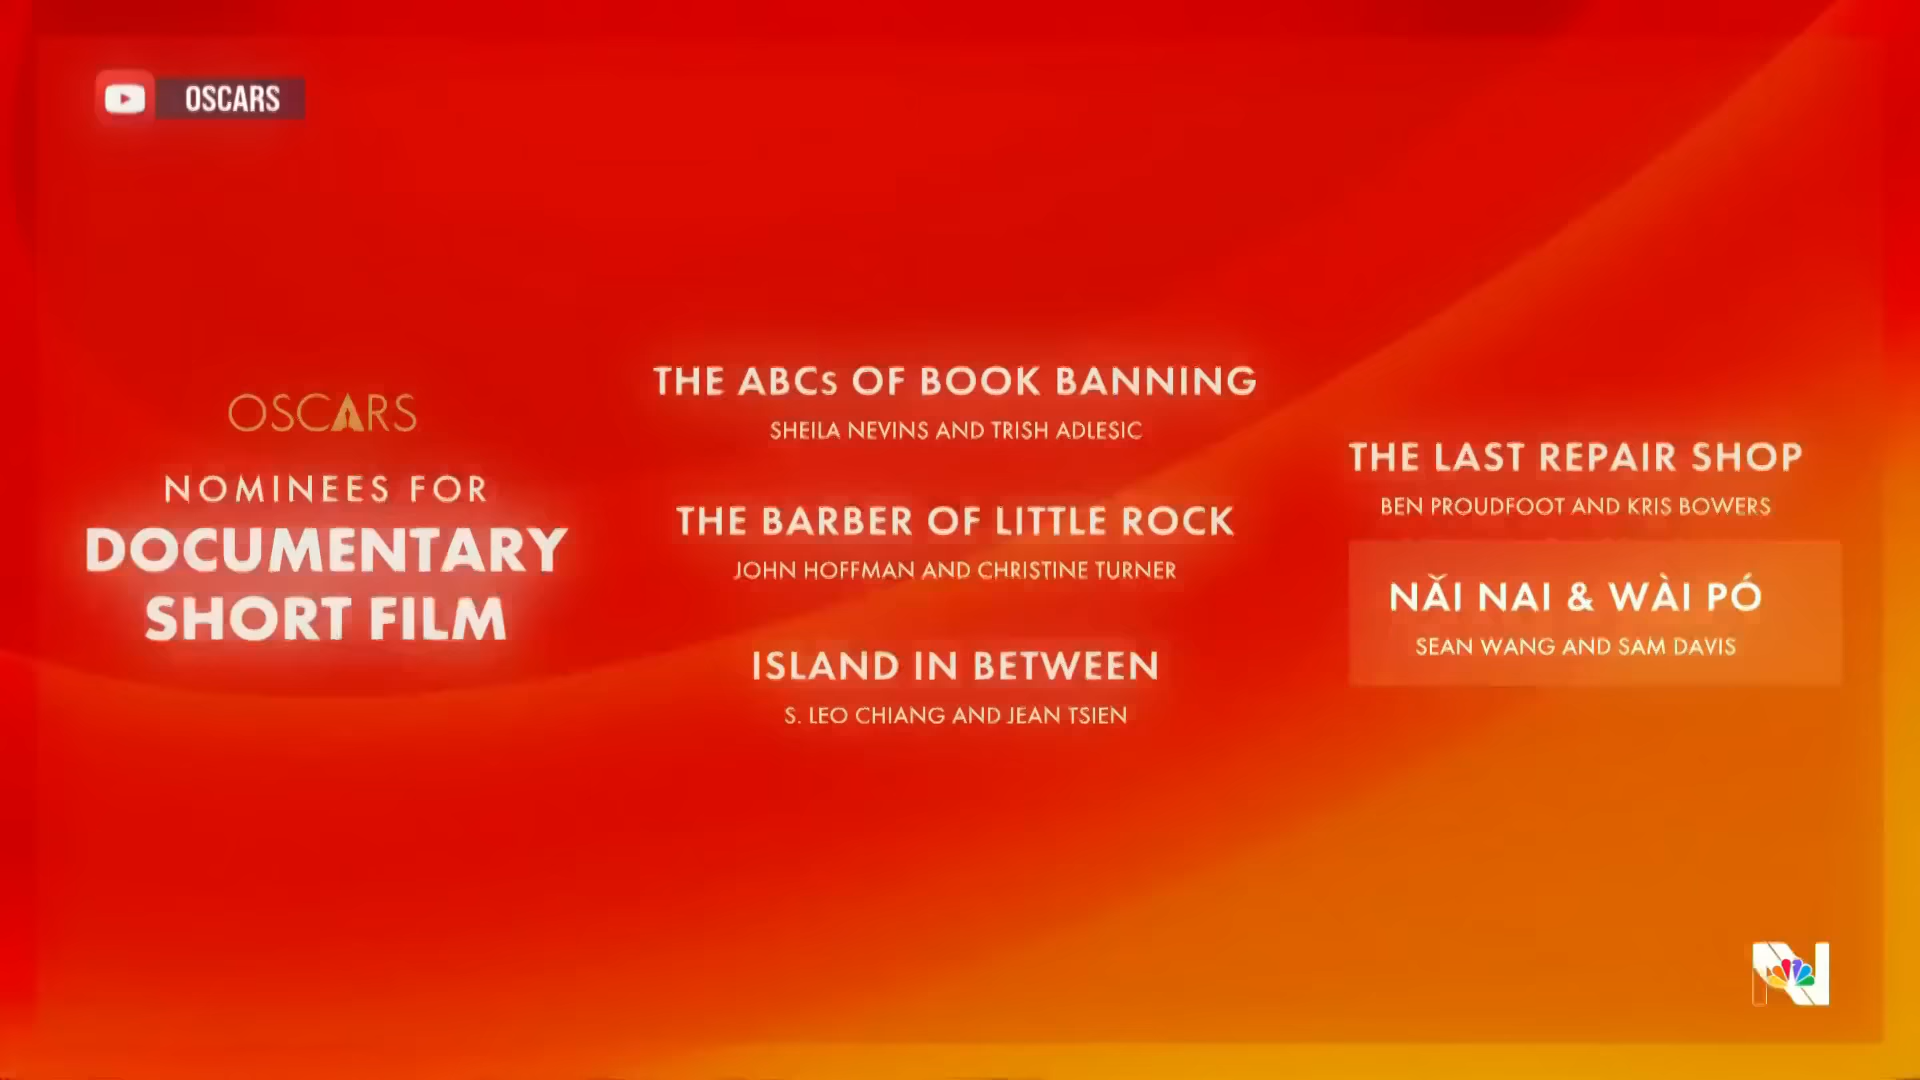 OSCARS
OSCARS
NOMINEES FOR
DOCUMENTARY
SHORT FILM
THE ABCs OF BOOK BANNING
SHEILA NEVINS AND TRISH ADLESIC
THE BARBER OF LITTLE ROCK
JOHN HOFFMAN AND CHRISTINE TURNER
ISLAND IN BETWEEN
S. LEO CHIANG AND JEAN TSIEN
THE LAST REPAIR SHOP
BEN PROUDFOOT AND KRIS BOWERS
NǍI NAI & WÀI PÓ
SEAN WANG AND SAM DAVIS
N